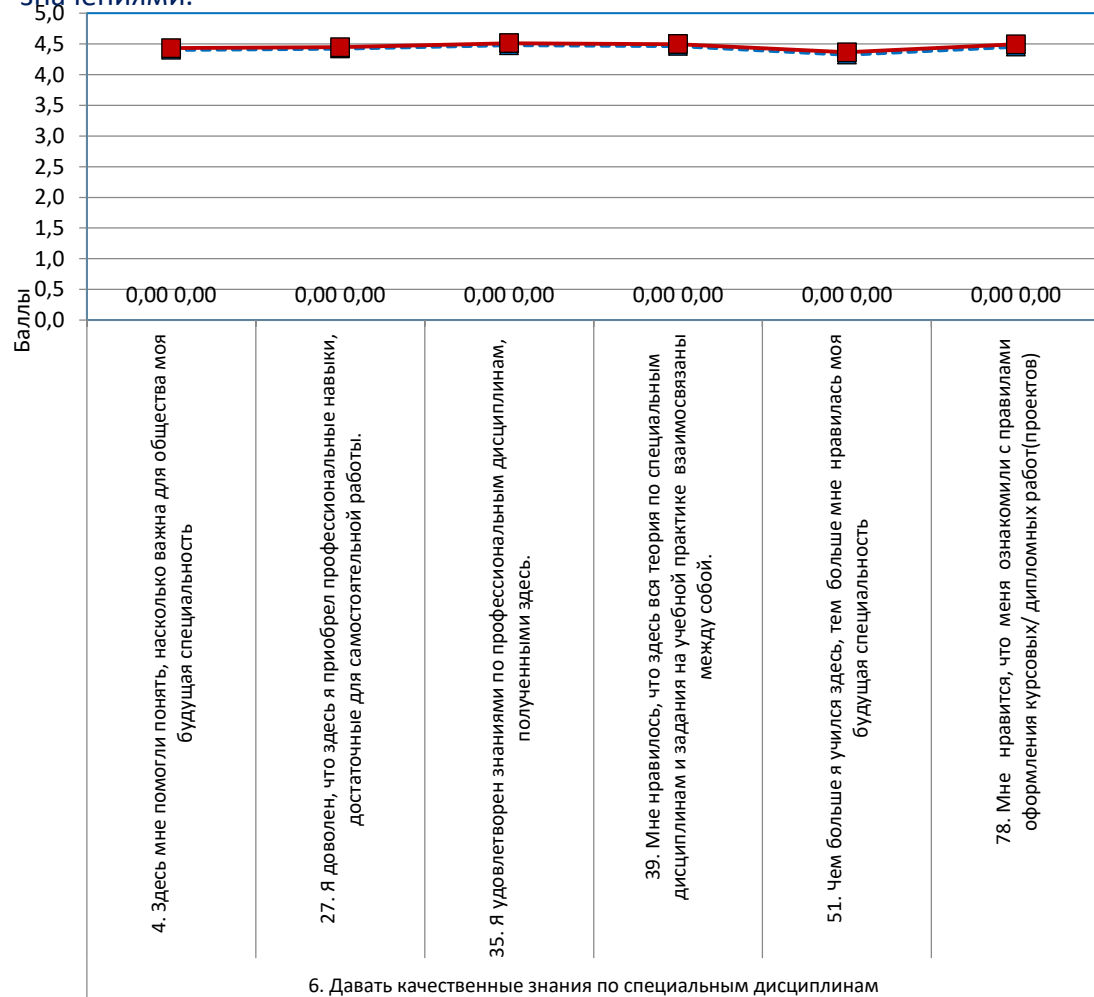 значениями.
5,0
4,5
4,0
3,5
3,0
2,5
2,0
1,5
1,0
0,5
0,0
Баллы
0,00 0,00
0,00 0,00
0,00 0,00
0,00 0,00
0,00 0,00
0,00 0,00
4. Здесь мне помогли понять, насколько важна для общества моя
будущая специальность
27. Я доволен, что здесь я приобрел профессиональные навыки,
достаточные для самостоятельной работы.
35. Я удовлетворен знаниями по профессиональным дисциплинам,
полученными здесь.
39. Мне нравилось, что здесь вся теория по специальным
дисциплинам и задания на учебной практике взаимосвязаны
между собой.
51. Чем больше я учился здесь, тем больше мне нравилась моя
будущая специальность
78. Мне нравится, что меня ознакомили с правилами
оформления курсовых/ дипломных работ(проектов)
6. Давать качественные знания по специальным дисциплинам